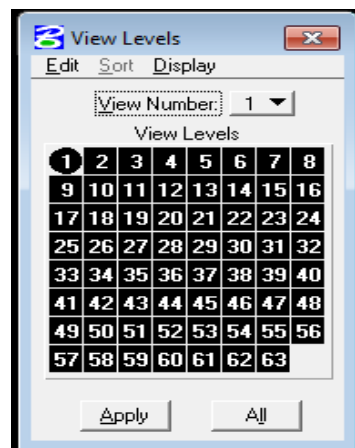 View Levels
Edit Sort Display
View Number: 1
View Levels
1 2 3 4 5 6 7 8
9 10 11 12 13 14 15 16
17 18 19 20 21 22 23 24
25 26 27 28 29 30 31 32
33 34 35 36 37 38 39 40
41 42 43 44 45 46 47 48
49 50 51 52 53 54 55 56
57 58 59 60 61 62 63
Apply All